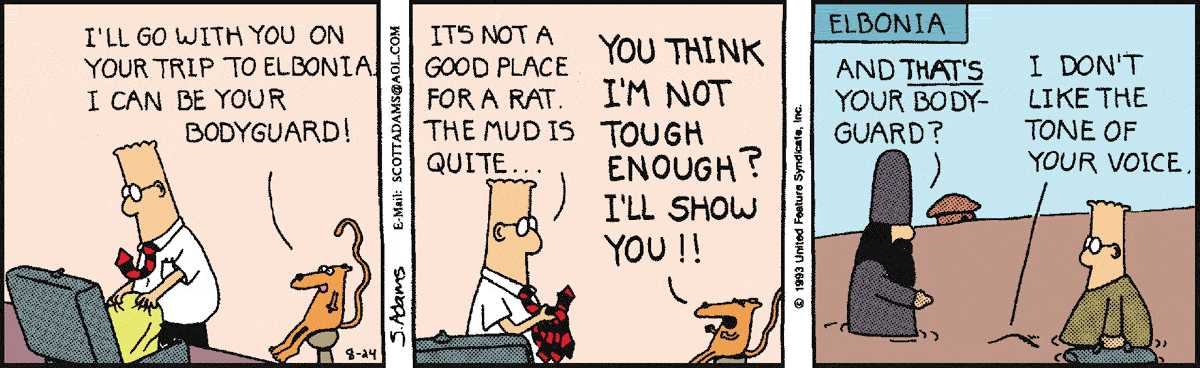 I'LL GO WITH YOU ON
YOUR TRIP TO ELBONIA.
I CAN BE YOUR
BODYGUARD!
8-24
S. Adams
E-Mail: SCOTTADAMS@AOL.COM
IT'S NOT A
GOOD PLACE
FOR A RAT.
THE MUD IS
QUITE...
YOU THINK
I'M NOT
TOUGH
ENOUGH?
I'LL SHOW
YOU!!
© 1993 United Feature Syndicate, Inc.
ELBONIA
AND THAT'S
YOUR BODY-
GUARD?
I DON'T
LIKE THE
TONE OF
YOUR VOICE.